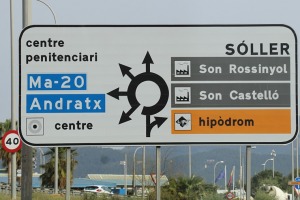 centre
penitenciari
Ma-20
Andratx
centre
SÓLLER
Son Rossinyol
Son Castelló
hipòdrom
40